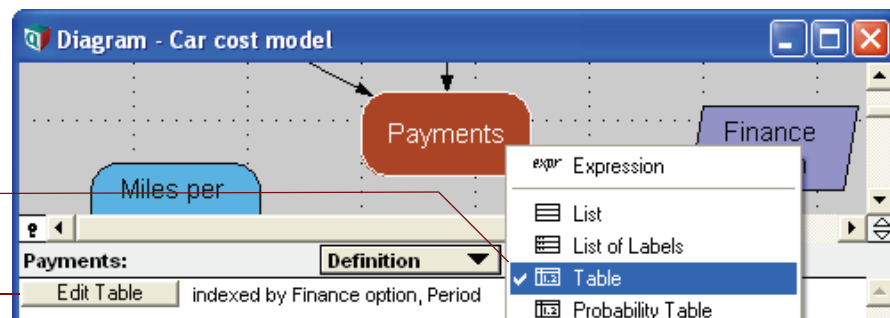 Diagram - Car cost model
Payments
Finance
n
Miles per
expr Expression
List
List of Labels
Payments:
Definition
Table
Edit Table
indexed by Finance option, Period
Probability Table